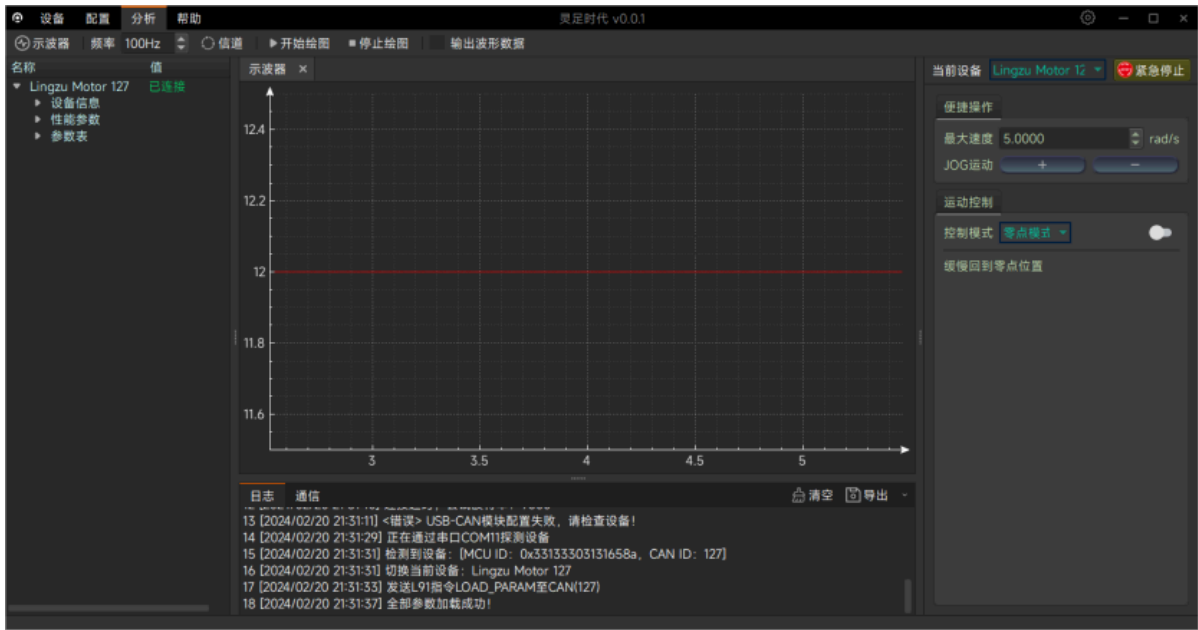 设备 配置 分析 帮助 灵足时代 v0.0.1
示波器 频率 100Hz 信道 开始绘图 停止绘图 输出波形数据
名称 值
Lingzu Motor 127 已连接
设备信息
性能参数
参数表
示波器 ×
12.4
12.2
12
11.8
11.6
3 3.5 4 4.5 5
日志 通信 清空 导出
13 [2024/02/20 21:31:11] <错误> USB-CAN模块配置失败，请检查设备！
14 [2024/02/20 21:31:29] 正在通过串口COM11探测设备
15 [2024/02/20 21:31:31] 检测到设备：[MCU ID：0x33133303131658a，CAN ID：127]
16 [2024/02/20 21:31:31] 切换当前设备：Lingzu Motor 127
17 [2024/02/20 21:31:33] 发送L91指令LOAD_PARAM至CAN(127)
18 [2024/02/20 21:31:37] 全部参数加载成功！
当前设备 Lingzu Motor 12 紧急停止
便捷操作
最大速度 5.0000 rad/s
JOG运动 + −
运动控制
控制模式 零点模式
缓慢回到零点位置